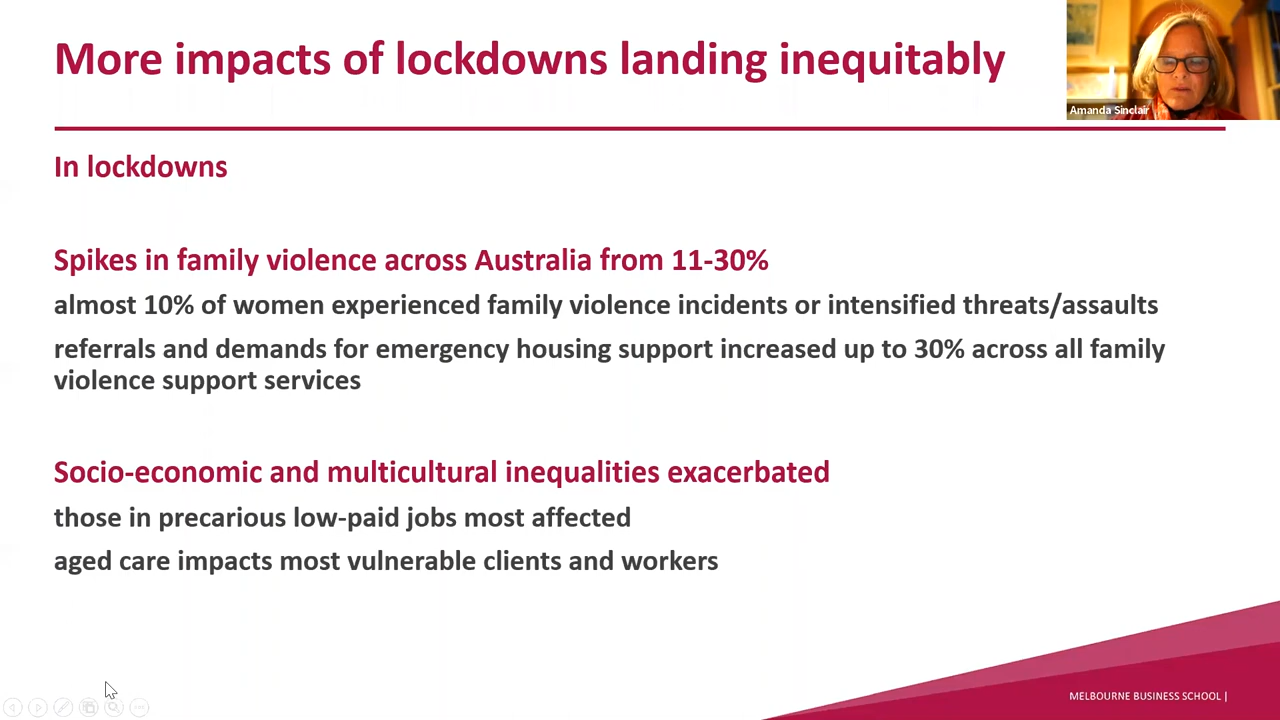 More impacts of lockdowns landing inequitably
Amanda Sinclair
In lockdowns
Spikes in family violence across Australia from 11-30%
almost 10% of women experienced family violence incidents or intensified threats/assaults
referrals and demands for emergency housing support increased up to 30% across all family
violence support services
Socio-economic and multicultural inequalities exacerbated
those in precarious low-paid jobs most affected
aged care impacts most vulnerable clients and workers
MELBOURNE BUSINESS SCHOOL |